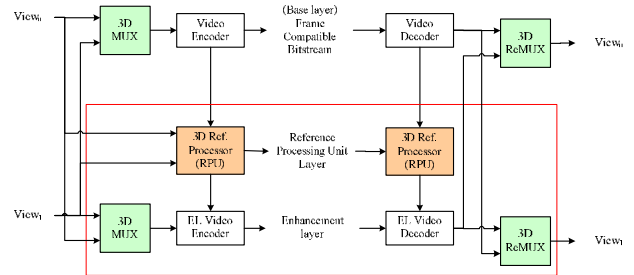 (Base layer)
View₀
3D
MUX
Video
Encoder
Frame
Compatible
Bitstream
Video
Decoder
3D
ReMUX
3D Ref.
Processor
(RPU)
Reference
Processing Unit
Layer
3D Ref.
Processor
(RPU)
View₁
3D
MUX
EL Video
Encoder
Enhancement
layer
EL Video
Decoder
3D
ReMUX